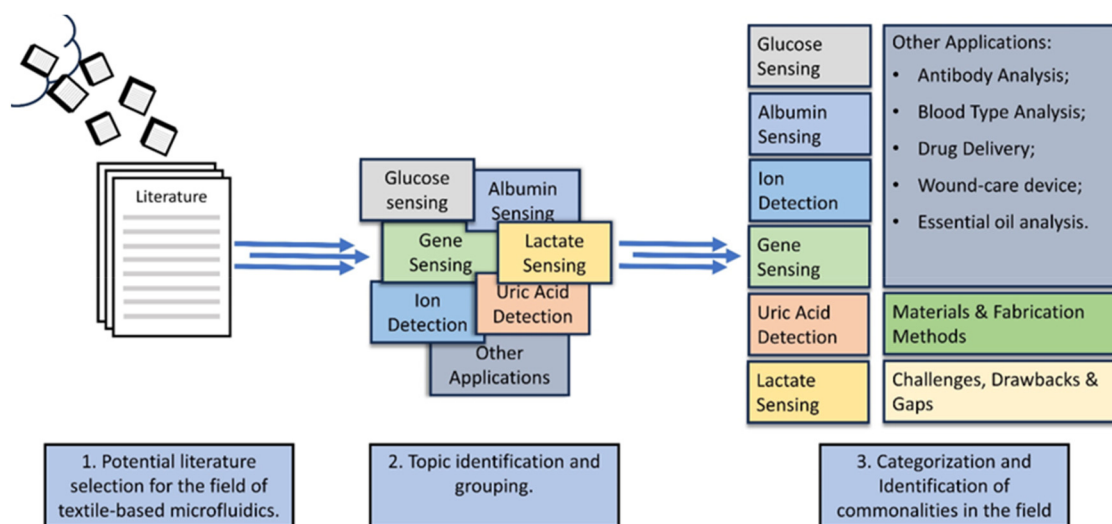 Literature
Glucose
sensing
Albumin
Sensing
Gene
Sensing
Lactate
Sensing
Ion
Detection
Uric Acid
Detection
Other
Applications
Glucose
Sensing
Albumin
Sensing
Ion
Detection
Gene
Sensing
Uric Acid
Detection
Lactate
Sensing
Other Applications:
• Antibody Analysis;
• Blood Type Analysis;
• Drug Delivery;
• Wound-care device;
• Essential oil analysis.
Materials & Fabrication
Methods
Challenges, Drawbacks &
Gaps
1. Potential literature
selection for the field of
textile-based microfluidics.
2. Topic identification and
grouping.
3. Categorization and
Identification of
commonalities in the field